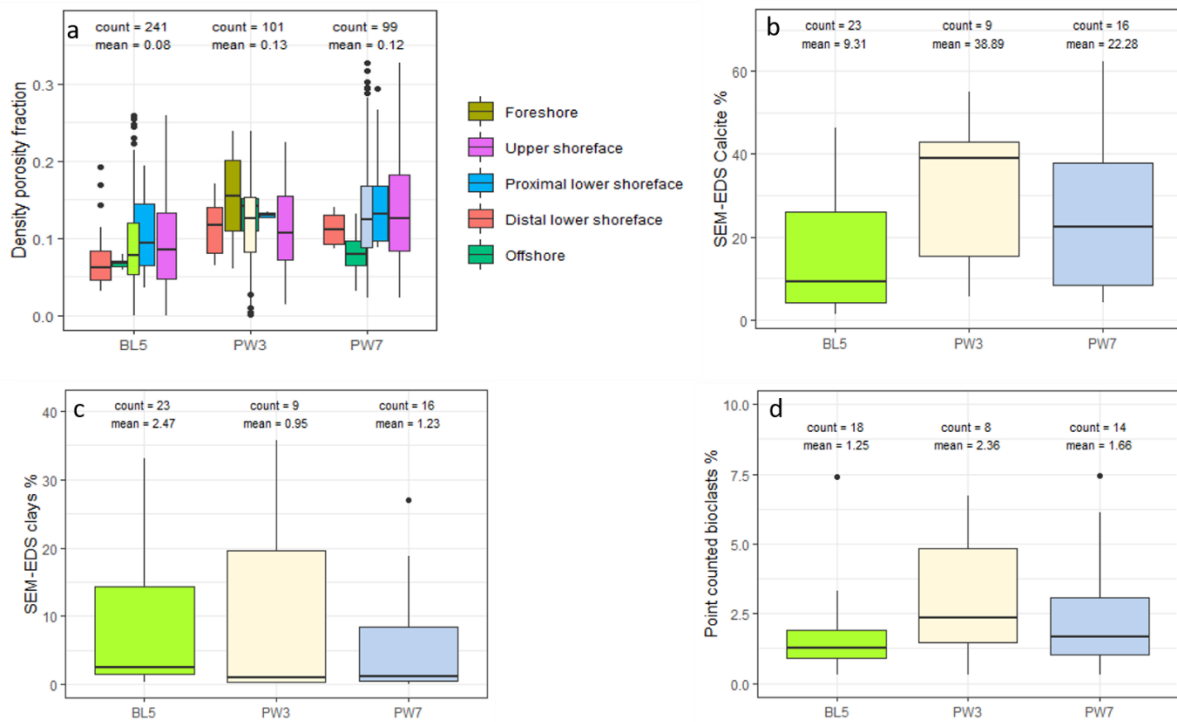 a
count = 241 count = 101 count = 99
mean = 0.08 mean = 0.13 mean = 0.12
Density porosity fraction
0.3
0.2
0.1
0.0
BL5 PW3 PW7
Foreshore
Upper shoreface
Proximal lower shoreface
Distal lower shoreface
Offshore
b
count = 23 count = 9 count = 16
mean = 9.31 mean = 38.89 mean = 22.28
SEM-EDS Calcite %
60
40
20
0
BL5 PW3 PW7
c
count = 23 count = 9 count = 16
mean = 2.47 mean = 0.95 mean = 1.23
SEM-EDS clays %
40
30
20
10
0
BL5 PW3 PW7
d
count = 18 count = 8 count = 14
mean = 1.25 mean = 2.36 mean = 1.66
Point counted bioclasts %
10.0
7.5
5.0
2.5
0.0
BL5 PW3 PW7